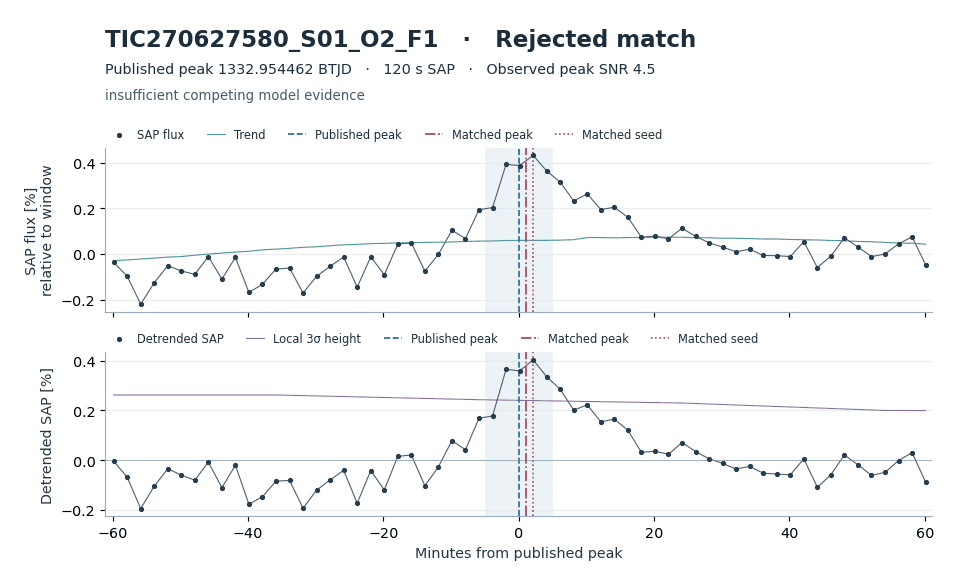 TIC270627580_S01_O2_F1 · Rejected match
Published peak 1332.954462 BTJD · 120 s SAP · Observed peak SNR 4.5
insufficient competing model evidence
SAP flux Trend Published peak Matched peak Matched seed
SAP flux [%]
relative to window
0.4
0.2
0.0
−0.2
Detrended SAP Local 3σ height Published peak Matched peak Matched seed
Detrended SAP [%]
0.4
0.2
0.0
−0.2
−60 −40 −20 0 20 40 60
Minutes from published peak